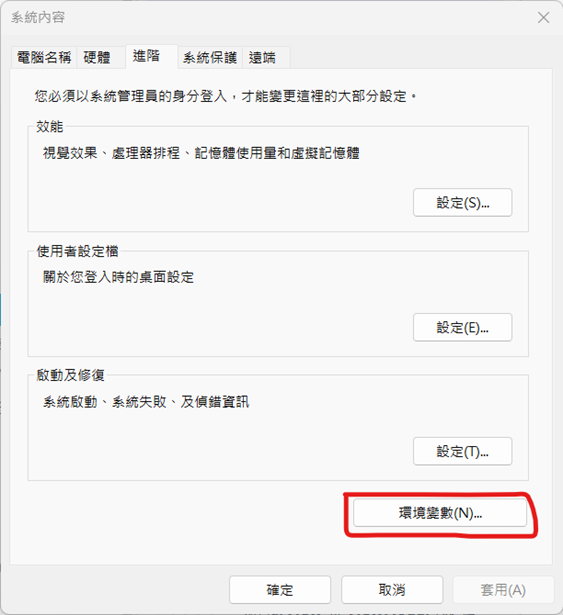 系統內容
電腦名稱 硬體 進階 系統保護 遠端
您必須以系統管理員的身分登入，才能變更這裡的大部分設定。
效能
視覺效果、處理器排程、記憶體使用量和虛擬記憶體
設定(S)...
使用者設定檔
關於您登入時的桌面設定
設定(E)...
啟動及修復
系統啟動、系統失敗、及偵錯資訊
設定(T)...
環境變數(N)...
確定 取消 套用(A)